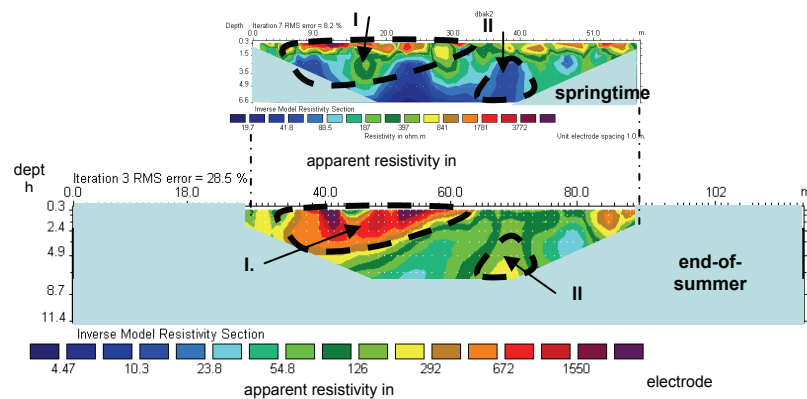 I
dbak2
II
Depth Iteration 7 RMS error = 8.2 %
0.0 10.0 20.0 30.0 40.0 51.0 m.
0.3
1.5
3.5
4.9
6.6
springtime
Inverse Model Resistivity Section
19.7 41.8 88.5 187 397 841 1781 3772
Resistivity in ohm.m Unit electrode spacing 1.0 m.
apparent resistivity in
dept
h
Iteration 3 RMS error = 28.5 %
0.0 18.0 40.0 60.0 80.0 102 m
0.3
2.4
4.9
8.7
11.4
I.
II
end-of-
summer
Inverse Model Resistivity Section
4.47 10.3 23.8 54.8 126 292 672 1550
apparent resistivity in
electrode